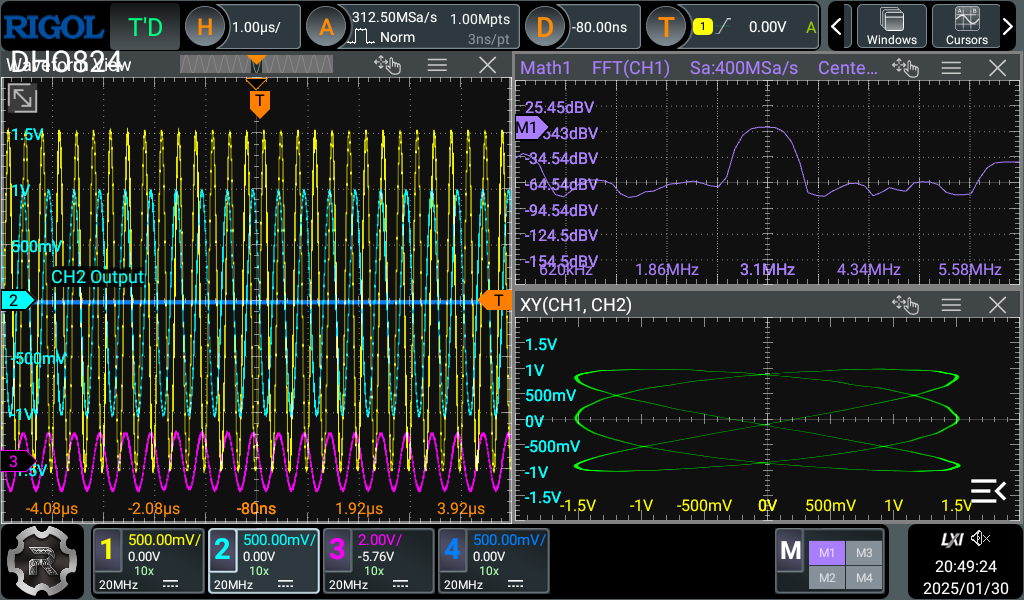 RIGOL T'D H 1.00µs/ A 312.50MSa/s 1.00Mpts D -80.00ns T 1 0.00V A Windows Cursors
Norm 3ns/pt
DHO824
Waveform View
Math1 FFT(CH1) Sa:400MSa/s Cente...
T
1.5V
1V
500mV
CH2 Output
2
T
-500mV
-1V
3
-1.5V
-4.08µs -2.08µs -80ns 1.92µs 3.92µs
25.45dBV
M1
-34.54dBV
-64.54dBV
-94.54dBV
-124.5dBV
-154.5dBV
620kHz 1.86MHz 3.1MHz 4.34MHz 5.58MHz
XY(CH1, CH2)
1.5V
1V
500mV
0V
-500mV
-1V
-1.5V
-1.5V -1V -500mV 0V 500mV 1V 1.5V
R
1 500.00mV/
0.00V
10x
20MHz
2 500.00mV/
0.00V
10x
20MHz
3 2.00V/
-5.76V
10x
20MHz
4 500.00mV/
0.00V
10x
20MHz
M M1 M3
M2 M4
LXI
20:49:24
2025/01/30